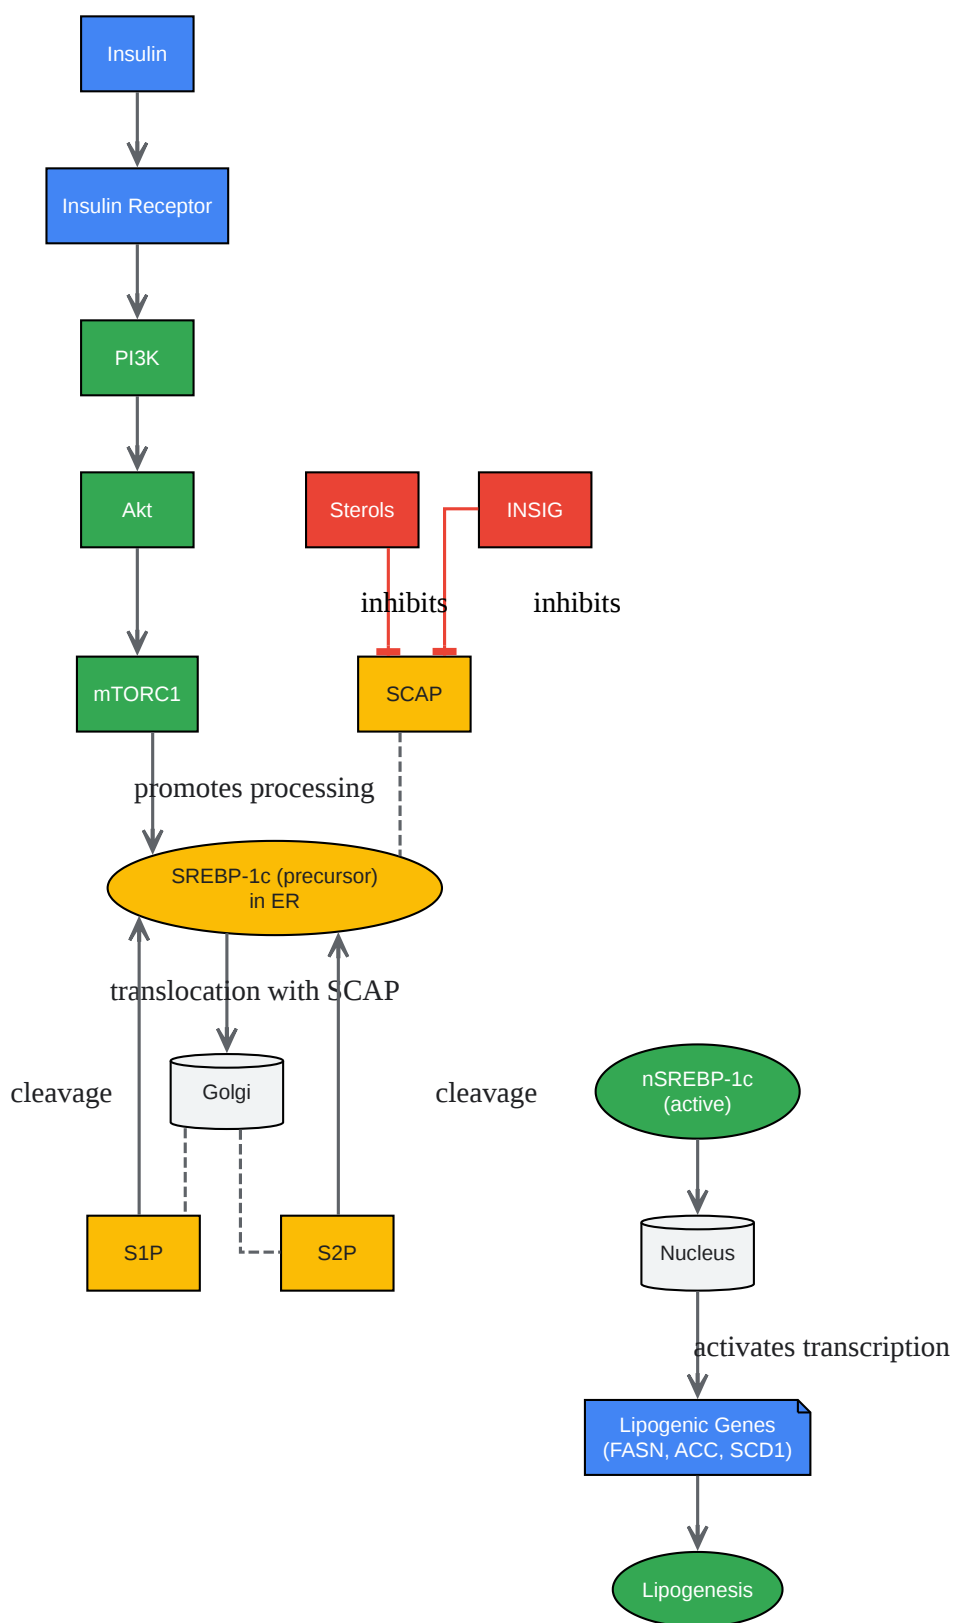 Insulin
Insulin Receptor
PI3K
Akt
Sterols
INSIG
inhibits
inhibits
mTORC1
SCAP
promotes processing
SREBP-1c (precursor)
in ER
translocation with SCAP
cleavage
Golgi
cleavage
nSREBP-1c
(active)
S1P
S2P
Nucleus
activates transcription
Lipogenic Genes
(FASN, ACC, SCD1)
Lipogenesis